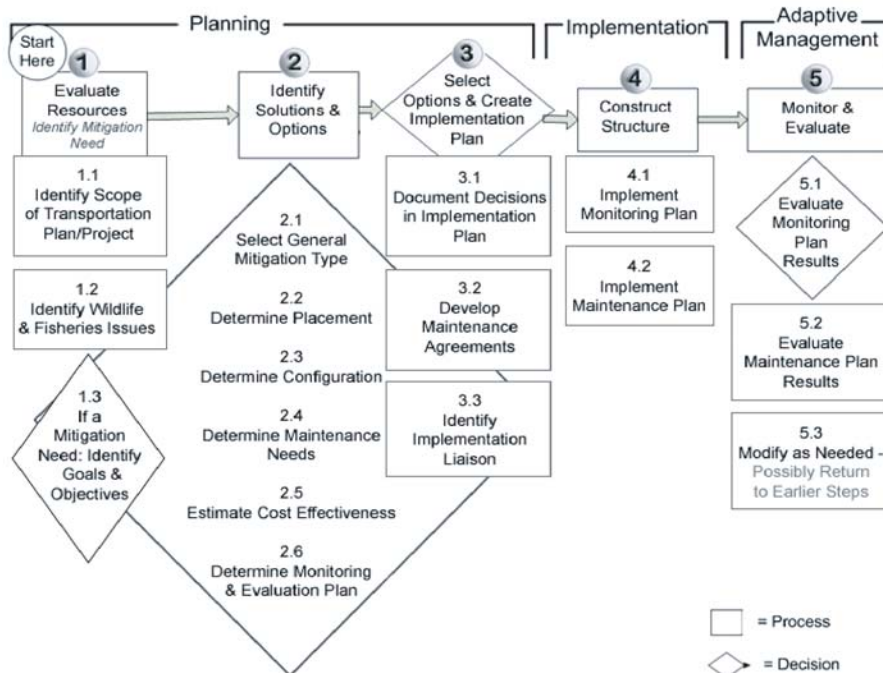 Planning
Implementation
Adaptive
Management
Start
Here
1
Evaluate
Resources
Identify Mitigation
Need
1.1
Identify Scope
of Transportation
Plan/Project
1.2
Identify Wildlife
& Fisheries Issues
1.3
If a
Mitigation
Need: Identify
Goals &
Objectives
2
Identify
Solutions &
Options
2.1
Select General
Mitigation Type
2.2
Determine Placement
2.3
Determine Configuration
2.4
Determine Maintenance
Needs
2.5
Estimate Cost Effectiveness
2.6
Determine Monitoring
& Evaluation Plan
3
Select
Options & Create
Implementation
Plan
3.1
Document Decisions
in Implementation
Plan
3.2
Develop
Maintenance
Agreements
3.3
Identify
Implementation
Liaison
4
Construct
Structure
4.1
Implement
Monitoring Plan
4.2
Implement
Maintenance Plan
5
Monitor &
Evaluate
5.1
Evaluate
Monitoring
Plan
Results
5.2
Evaluate
Maintenance Plan
Results
5.3
Modify as Needed -
Possibly Return
to Earlier Steps
= Process
= Decision